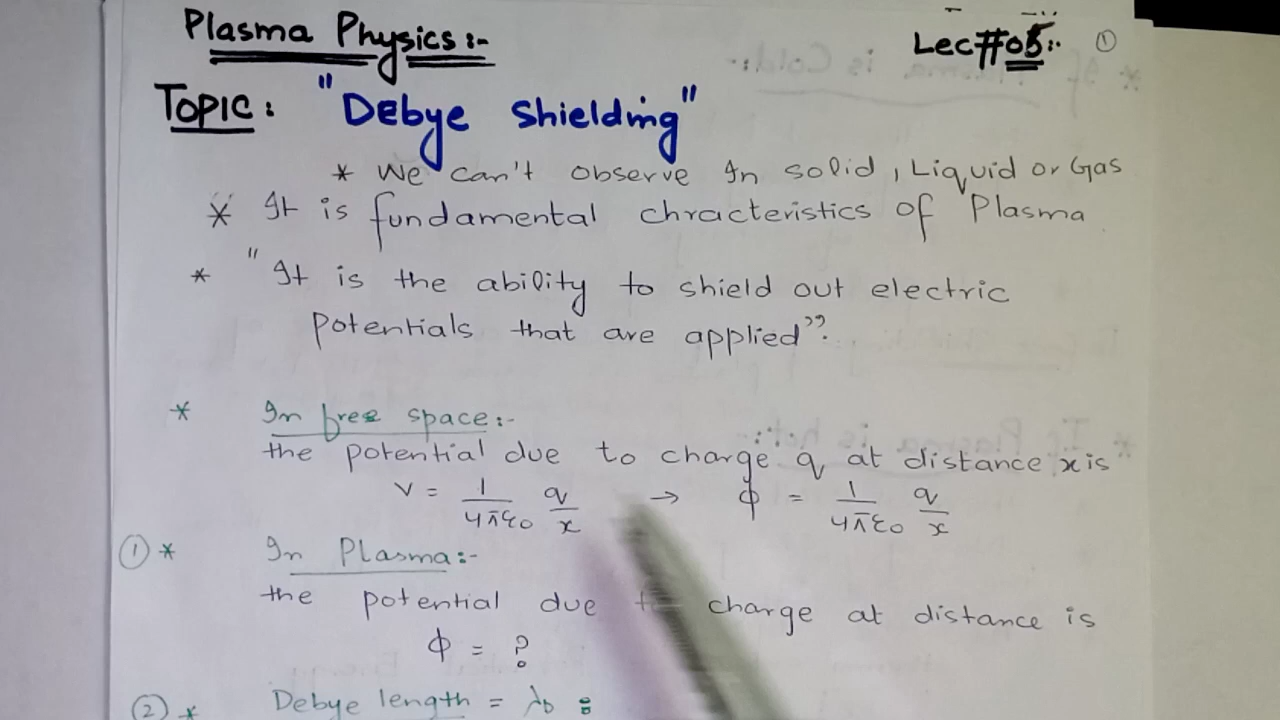 Plasma Physics :-
Lec#05:- ①
Topic: "Debye Shielding"
* We can't observe In solid, Liquid or Gas
* It is fundamental chracteristics of Plasma
* "It is the ability to shield out electric
potentials that are applied".
* In free space:-
the potential due to charge q at distance x is
V = 1/4πε₀ q/x → ϕ = 1/4πε₀ q/x
① * In Plasma:-
the potential due charge at distance is
ϕ = ?
② * Debye length = λD :